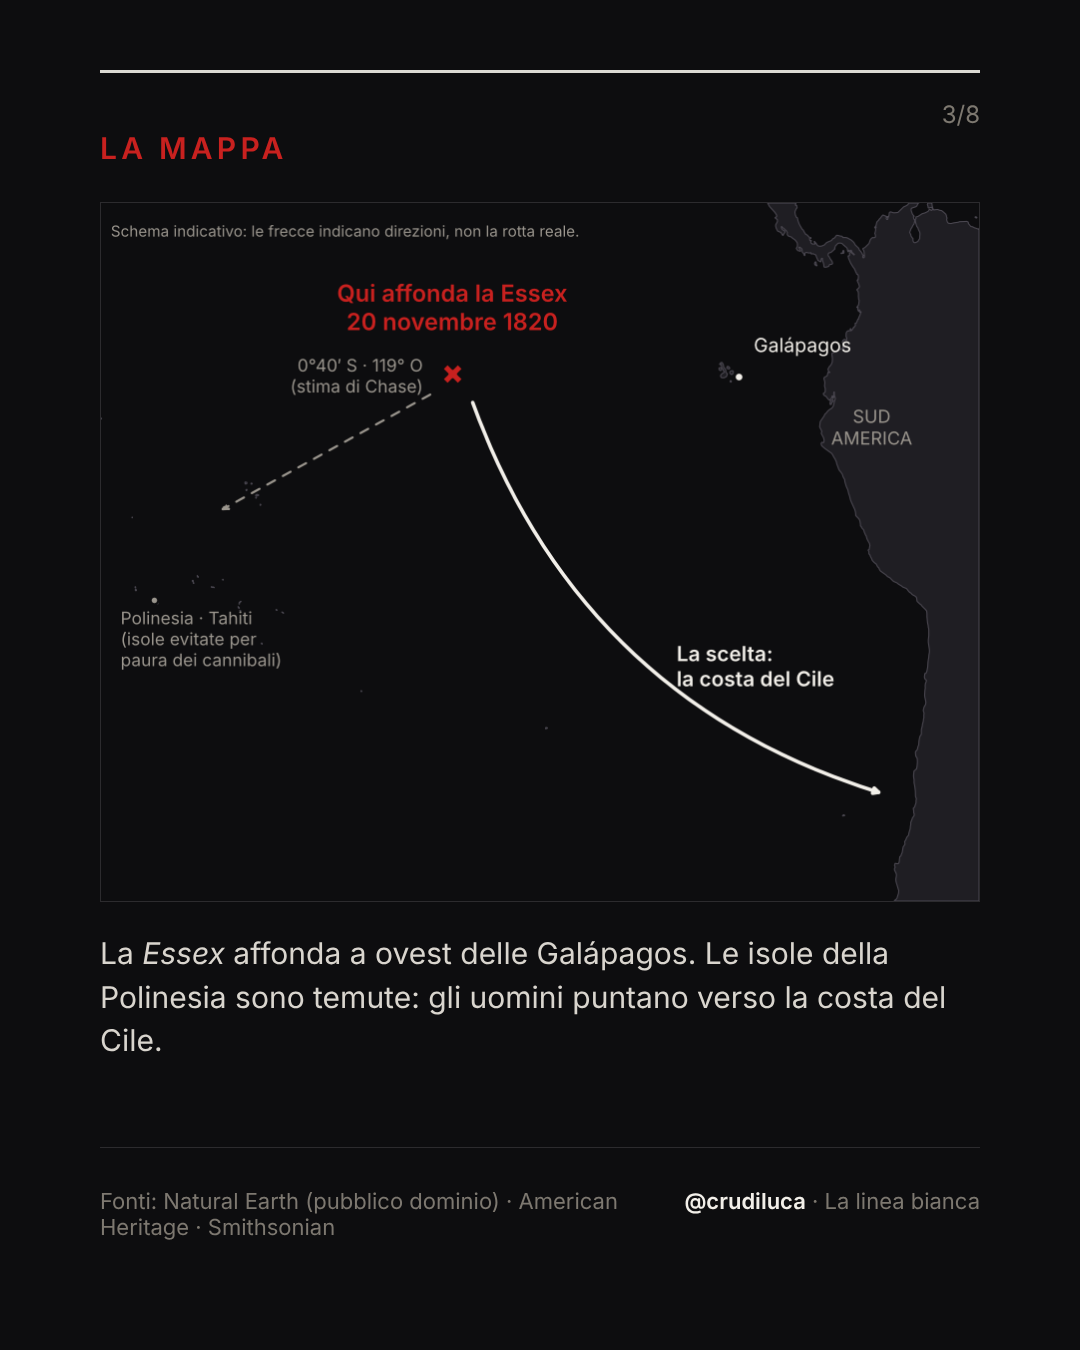 3/8
LA MAPPA
Schema indicativo: le frecce indicano direzioni, non la rotta reale.
Qui affonda la Essex
20 novembre 1820
0°40′ S · 119° O
(stima di Chase)
Galápagos
SUD
AMERICA
Polinesia · Tahiti
(isole evitate per
paura dei cannibali)
La scelta:
la costa del Cile
La Essex affonda a ovest delle Galápagos. Le isole della
Polinesia sono temute: gli uomini puntano verso la costa del
Cile.
Fonti: Natural Earth (pubblico dominio) · American
Heritage · Smithsonian
@crudiluca · La linea bianca